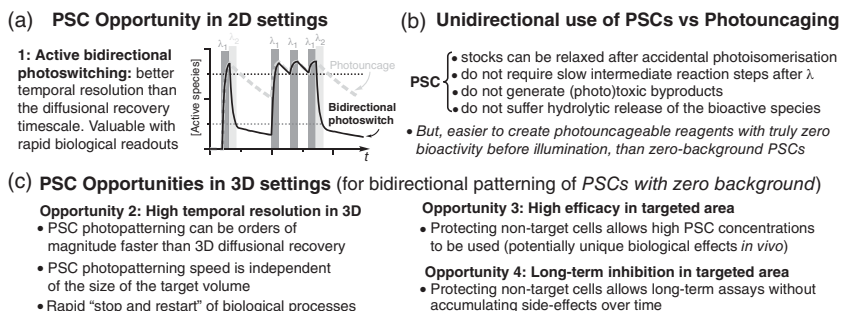 (a) PSC Opportunity in 2D settings
1: Active bidirectional
photoswitching: better
temporal resolution than
the diffusional recovery
timescale. Valuable with
rapid biological readouts
[Active species]
λ1 λ2 λ1 λ1 λ1 λ2
Photouncage
Bidirectional
photoswitch
t
(b) Unidirectional use of PSCs vs Photouncaging
PSC
• stocks can be relaxed after accidental photoisomerisation
• do not require slow intermediate reaction steps after λ
• do not generate (photo)toxic byproducts
• do not suffer hydrolytic release of the bioactive species
• But, easier to create photouncageable reagents with truly zero
bioactivity before illumination, than zero-background PSCs
(c) PSC Opportunities in 3D settings (for bidirectional patterning of PSCs with zero background)
Opportunity 2: High temporal resolution in 3D
• PSC photopatterning can be orders of
magnitude faster than 3D diffusional recovery
• PSC photopatterning speed is independent
of the size of the target volume
• Rapid “stop and restart” of biological processes
Opportunity 3: High efficacy in targeted area
• Protecting non-target cells allows high PSC concentrations
to be used (potentially unique biological effects in vivo)
Opportunity 4: Long-term inhibition in targeted area
• Protecting non-target cells allows long-term assays without
accumulating side-effects over time